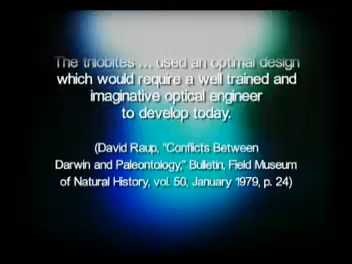 The trilobites ... used an optimal design
which would require a well trained and
imaginative optical engineer
to develop today.
(David Raup, "Conflicts Between
Darwin and Paleontology," Bulletin, Field Museum
of Natural History, vol. 50, January 1979, p. 24)